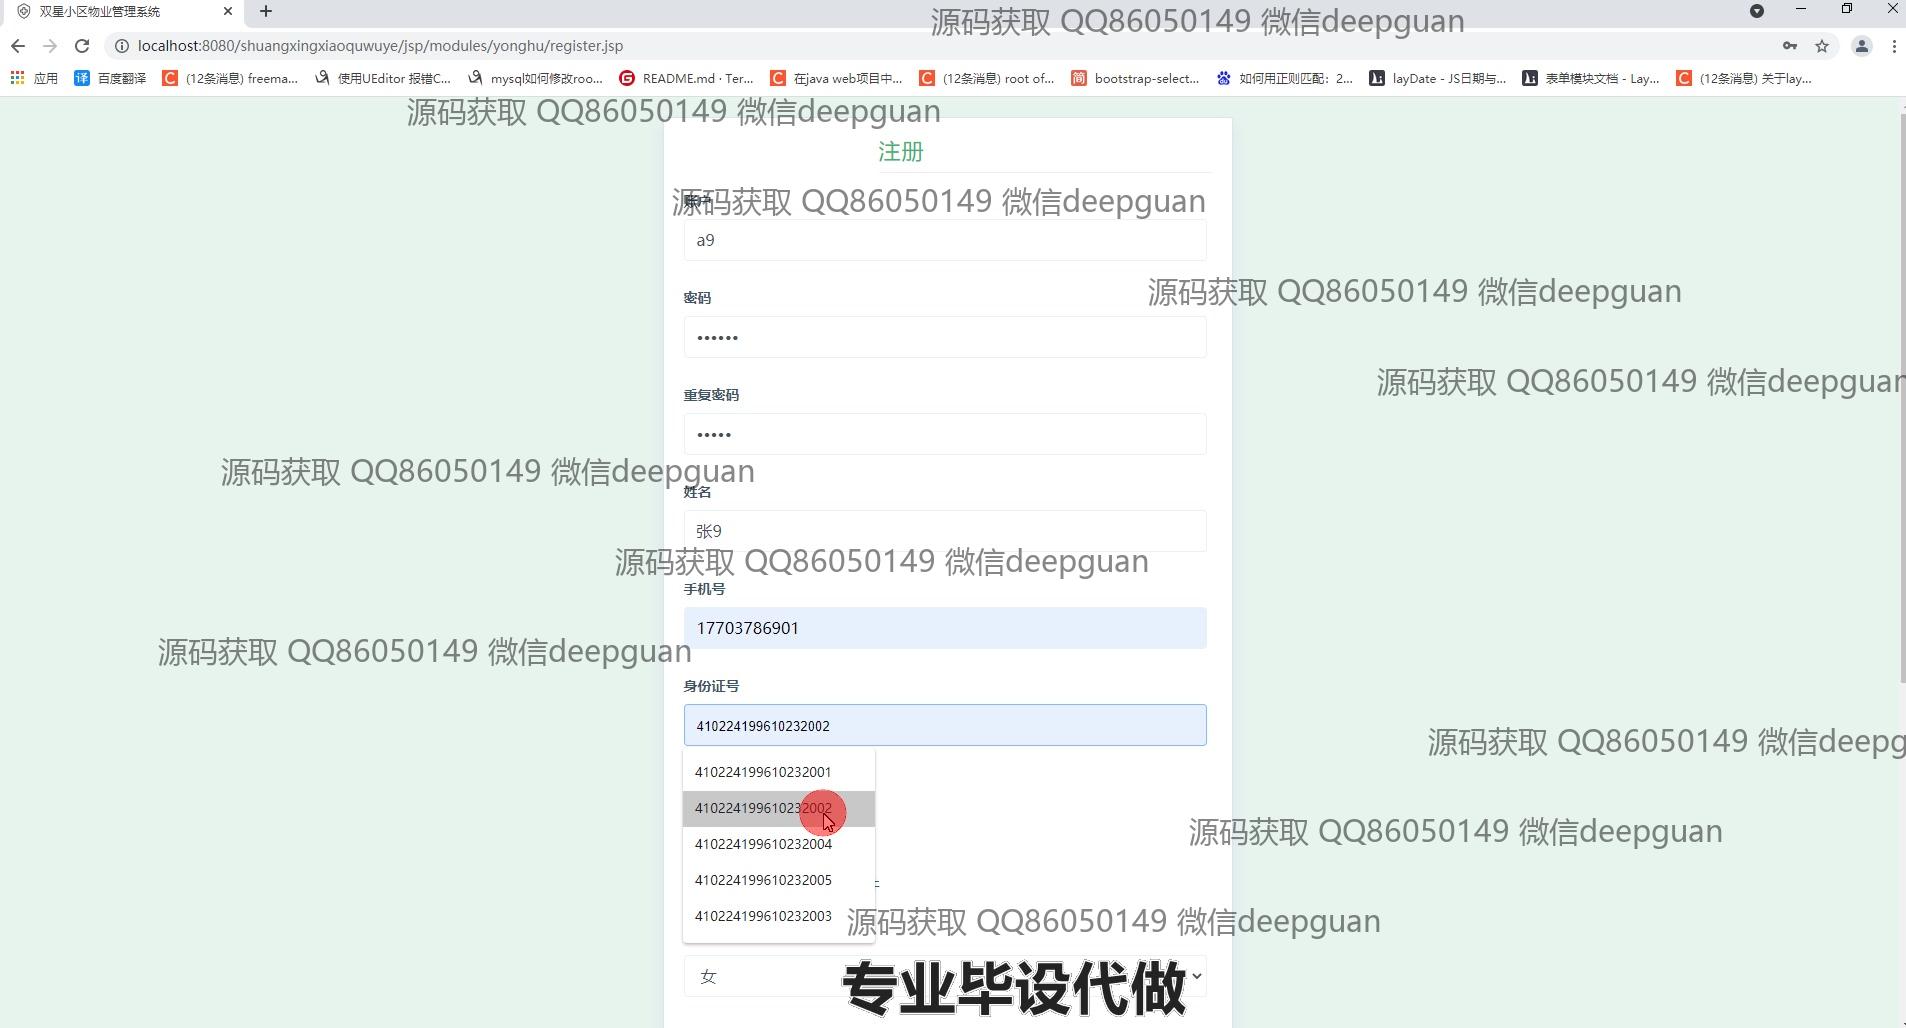 双星小区物业管理系统
源码获取 QQ86050149 微信deepguan
localhost:8080/shuangxingxiaoquwuye/jsp/modules/yonghu/register.jsp
应用
百度翻译
(12条消息) freema...
使用UEditor 报错C...
mysql如何修改roo...
README.md · Ter...
在java web项目中...
(12条消息) root of...
bootstrap-select...
如何用正则匹配：2...
layDate - JS日期与...
表单模块文档 - Lay...
(12条消息) 关于lay...
源码获取 QQ86050149 微信deepguan
注册
源码获取 QQ86050149 微信deepguan
a9
源码获取 QQ86050149 微信deepguan
密码
••••••
源码获取 QQ86050149 微信deepguan
重复密码
•••••
源码获取 QQ86050149 微信deepguan
姓名
张9
源码获取 QQ86050149 微信deepguan
手机号
17703786901
源码获取 QQ86050149 微信deepguan
身份证号
410224199610232002
源码获取 QQ86050149 微信deepg
410224199610232001
410224199610232002
源码获取 QQ86050149 微信deepguan
410224199610232004
410224199610232005
410224199610232003
源码获取 QQ86050149 微信deepguan
女
专业毕设代做